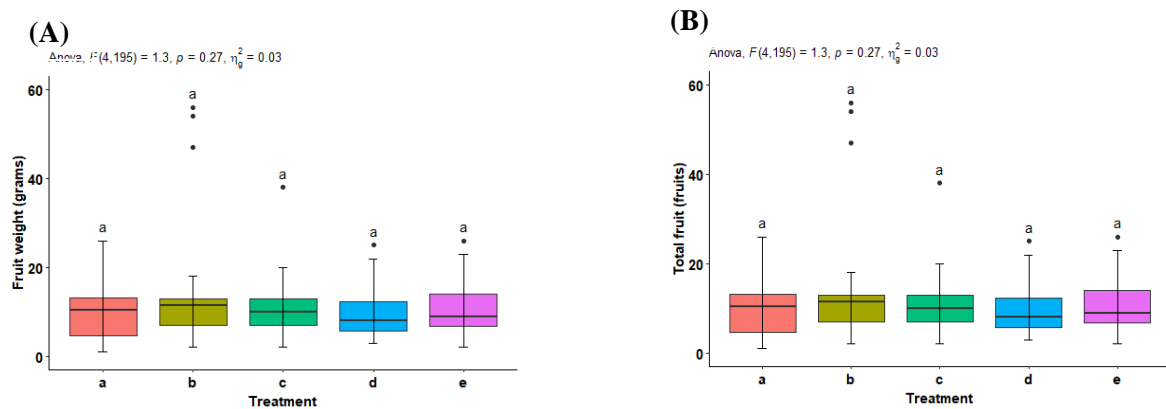 (A)
Anova, F(4,195) = 1.3, p = 0.27, η²g = 0.03
60
40
20
0
Fruit weight (grams)
a
a
a
a
a
a b c d e
Treatment
(B)
Anova, F(4,195) = 1.3, p = 0.27, η²g = 0.03
60
40
20
0
Total fruit (fruits)
a
a
a
a
a
a b c d e
Treatment